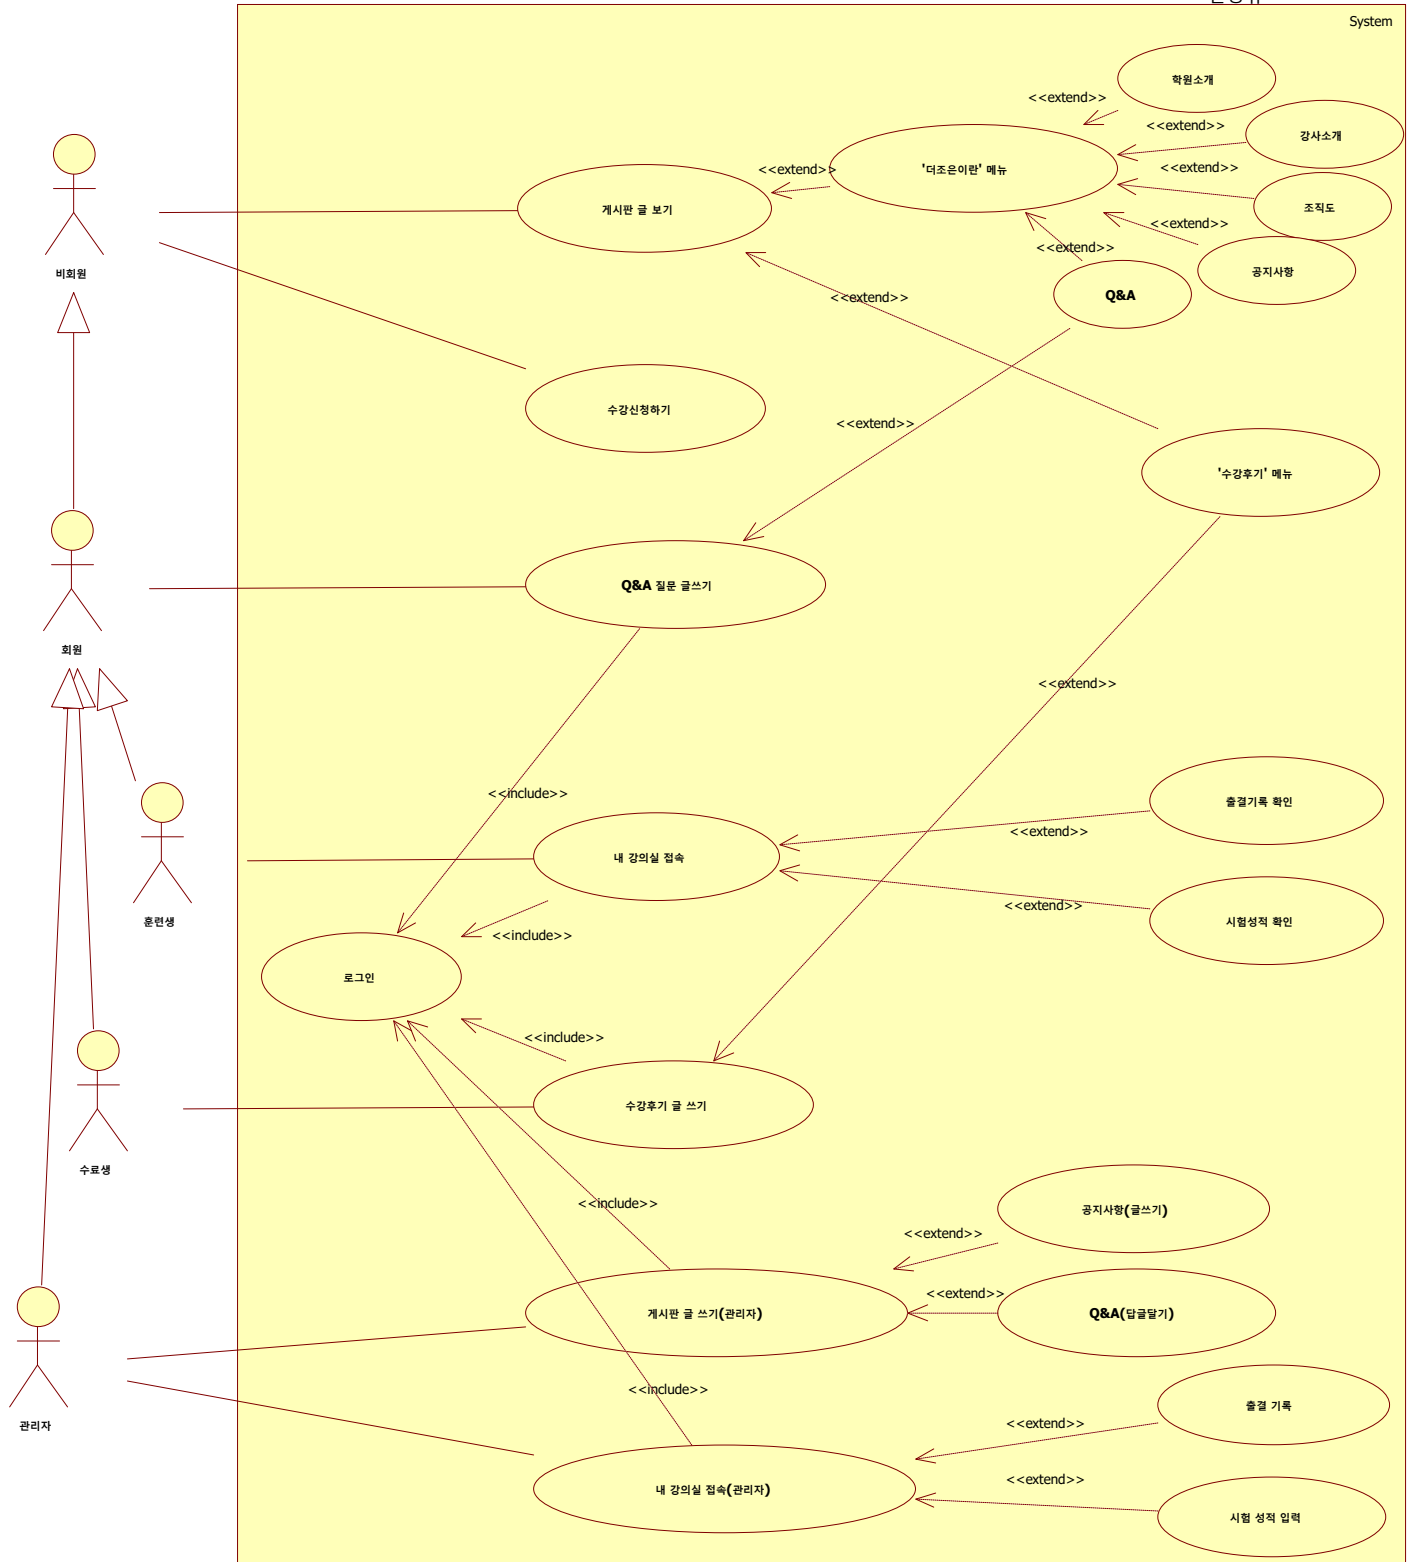 System
학원소개
<<extend>>
강사소개
<<extend>>
'더조은이란' 메뉴
<<extend>>
<<extend>>
게시판 글 보기
조직도
<<extend>>
비회원
<<extend>>
공지사항
Q&A
<<extend>>
수강신청하기
<<extend>>
'수강후기' 메뉴
Q&A 질문 글쓰기
회원
<<extend>>
<<include>>
출결기록 확인
<<extend>>
내 강의실 접속
<<extend>>
시험성적 확인
훈련생
<<include>>
로그인
<<include>>
수강후기 글 쓰기
수료생
<<include>>
공지사항(글쓰기)
<<extend>>
<<extend>>
게시판 글 쓰기(관리자)
Q&A(답글달기)
<<include>>
출결 기록
관리자
<<extend>>
<<extend>>
내 강의실 접속(관리자)
시험 성적 입력